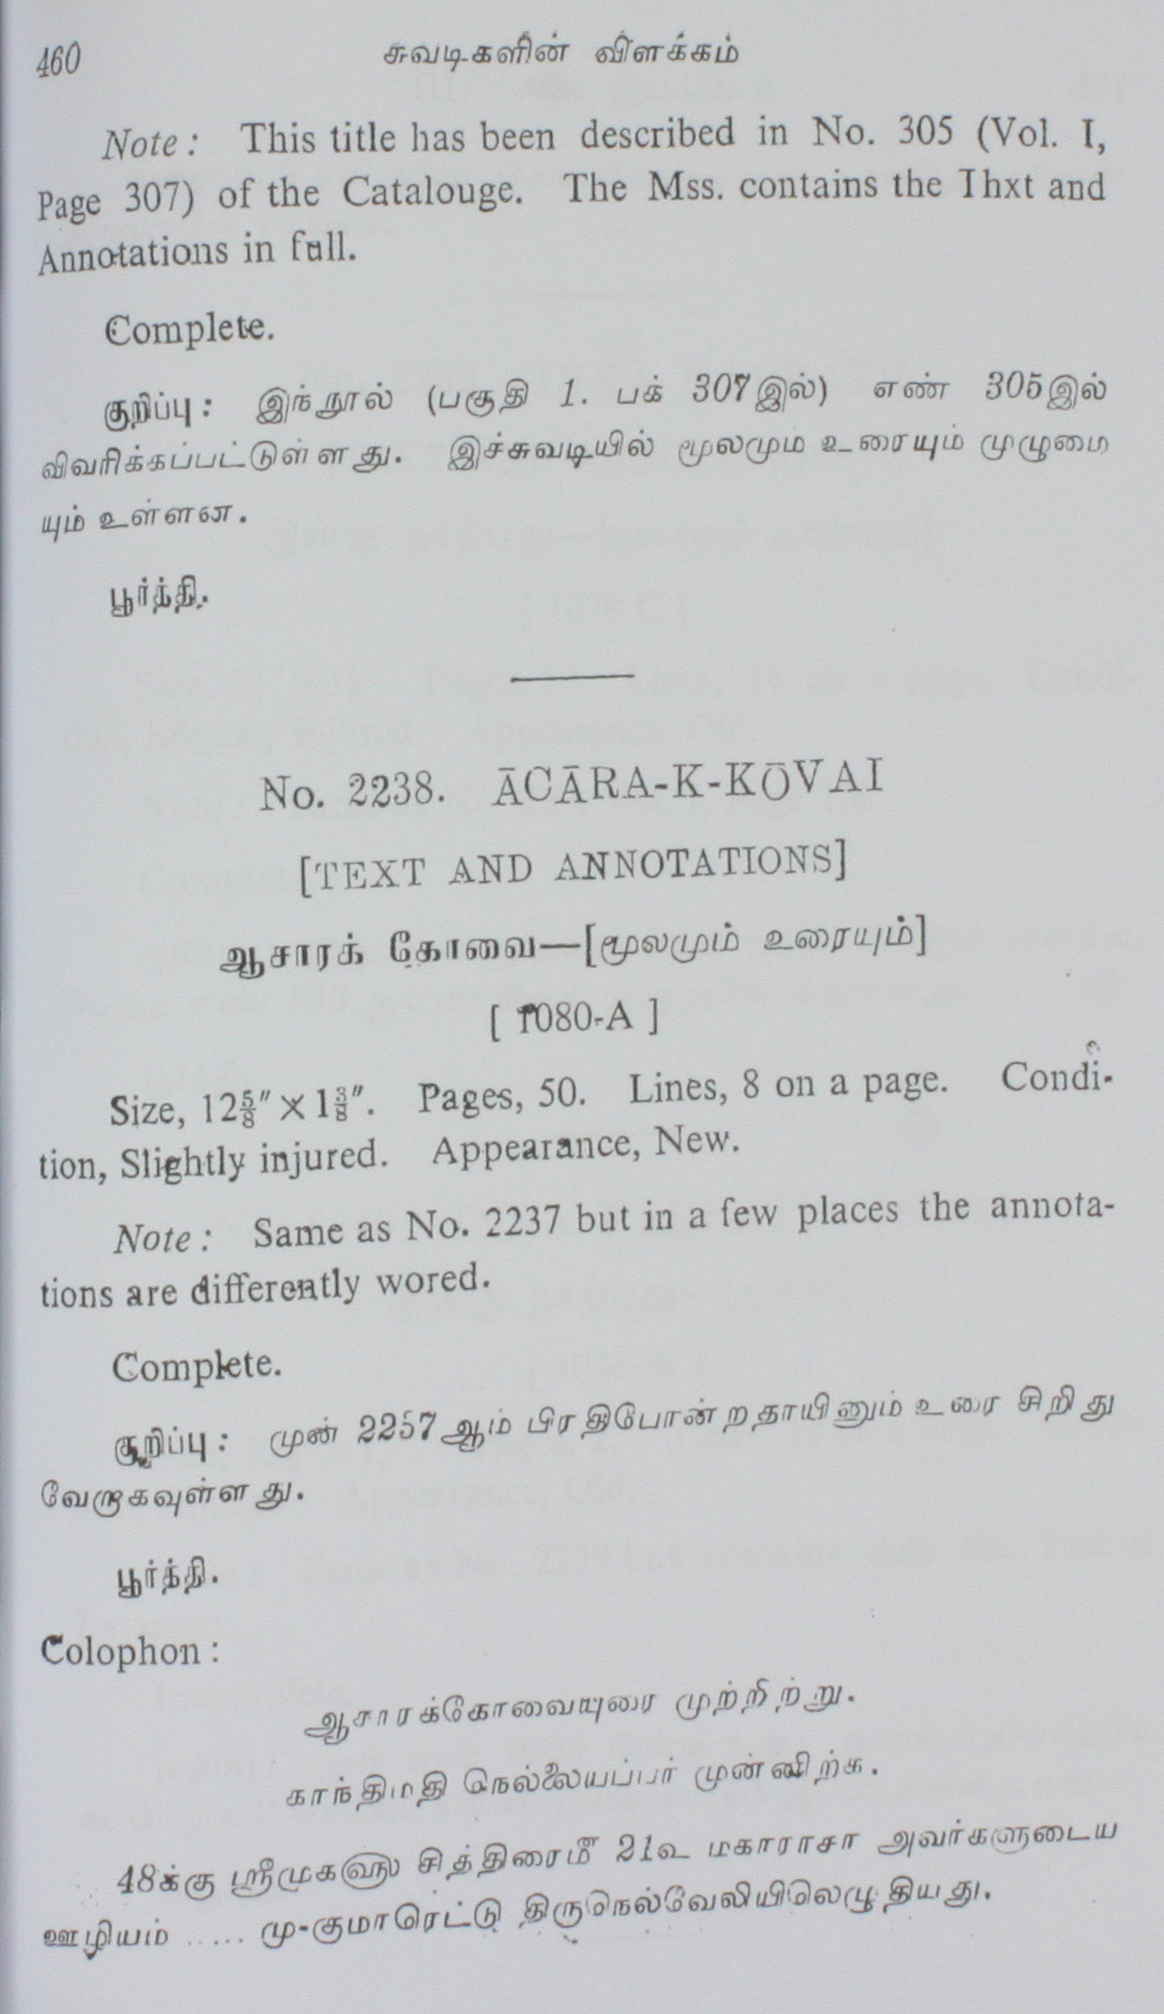 460 சுவடிகளின் விளக்கம்
Note : This title has been described in No. 305 (Vol. I,
Page 307) of the Catalouge. The Mss. contains the Thxt and
Annotations in full.
Complete.
குறிப்பு : இந்நூல் (பகுதி 1. பக் 307இல்) எண் 305இல்
விவரிக்கப்பட்டுள்ளது. இச்சுவடியில் மூலமும் உரையும் முழுமை
யும் உள்ளன.
பூர்த்தி.
No. 2238. ĀCĀRA-K-KŌVAI
[TEXT AND ANNOTATIONS]
ஆசாரக் கோவை—[மூலமும் உரையும்]
[ 1080-A ]
Size, 12⅝″ × 1⅜″. Pages, 50. Lines, 8 on a page. Condi-
tion, Slightly injured. Appearance, New.
Note : Same as No. 2237 but in a few places the annota-
tions are differently wored.
Complete.
குறிப்பு : முன் 2257ஆம் பிரதிபோன்றதாயினும் உரை சிறிது
வேறாகவுள்ளது.
பூர்த்தி.
Colophon :
ஆசாரக்கோவையுரை முற்றிற்று.
காந்திமதி நெல்லையப்பர் முன்னிற்க.
48க்கு ஸ்ரீமுக௵ சித்திரை௴ 21௳ மகாராசா அவர்களுடைய
ஊழியம் ..... மு-குமாரெட்டு திருநெல்வேலியிலெழுதியது.